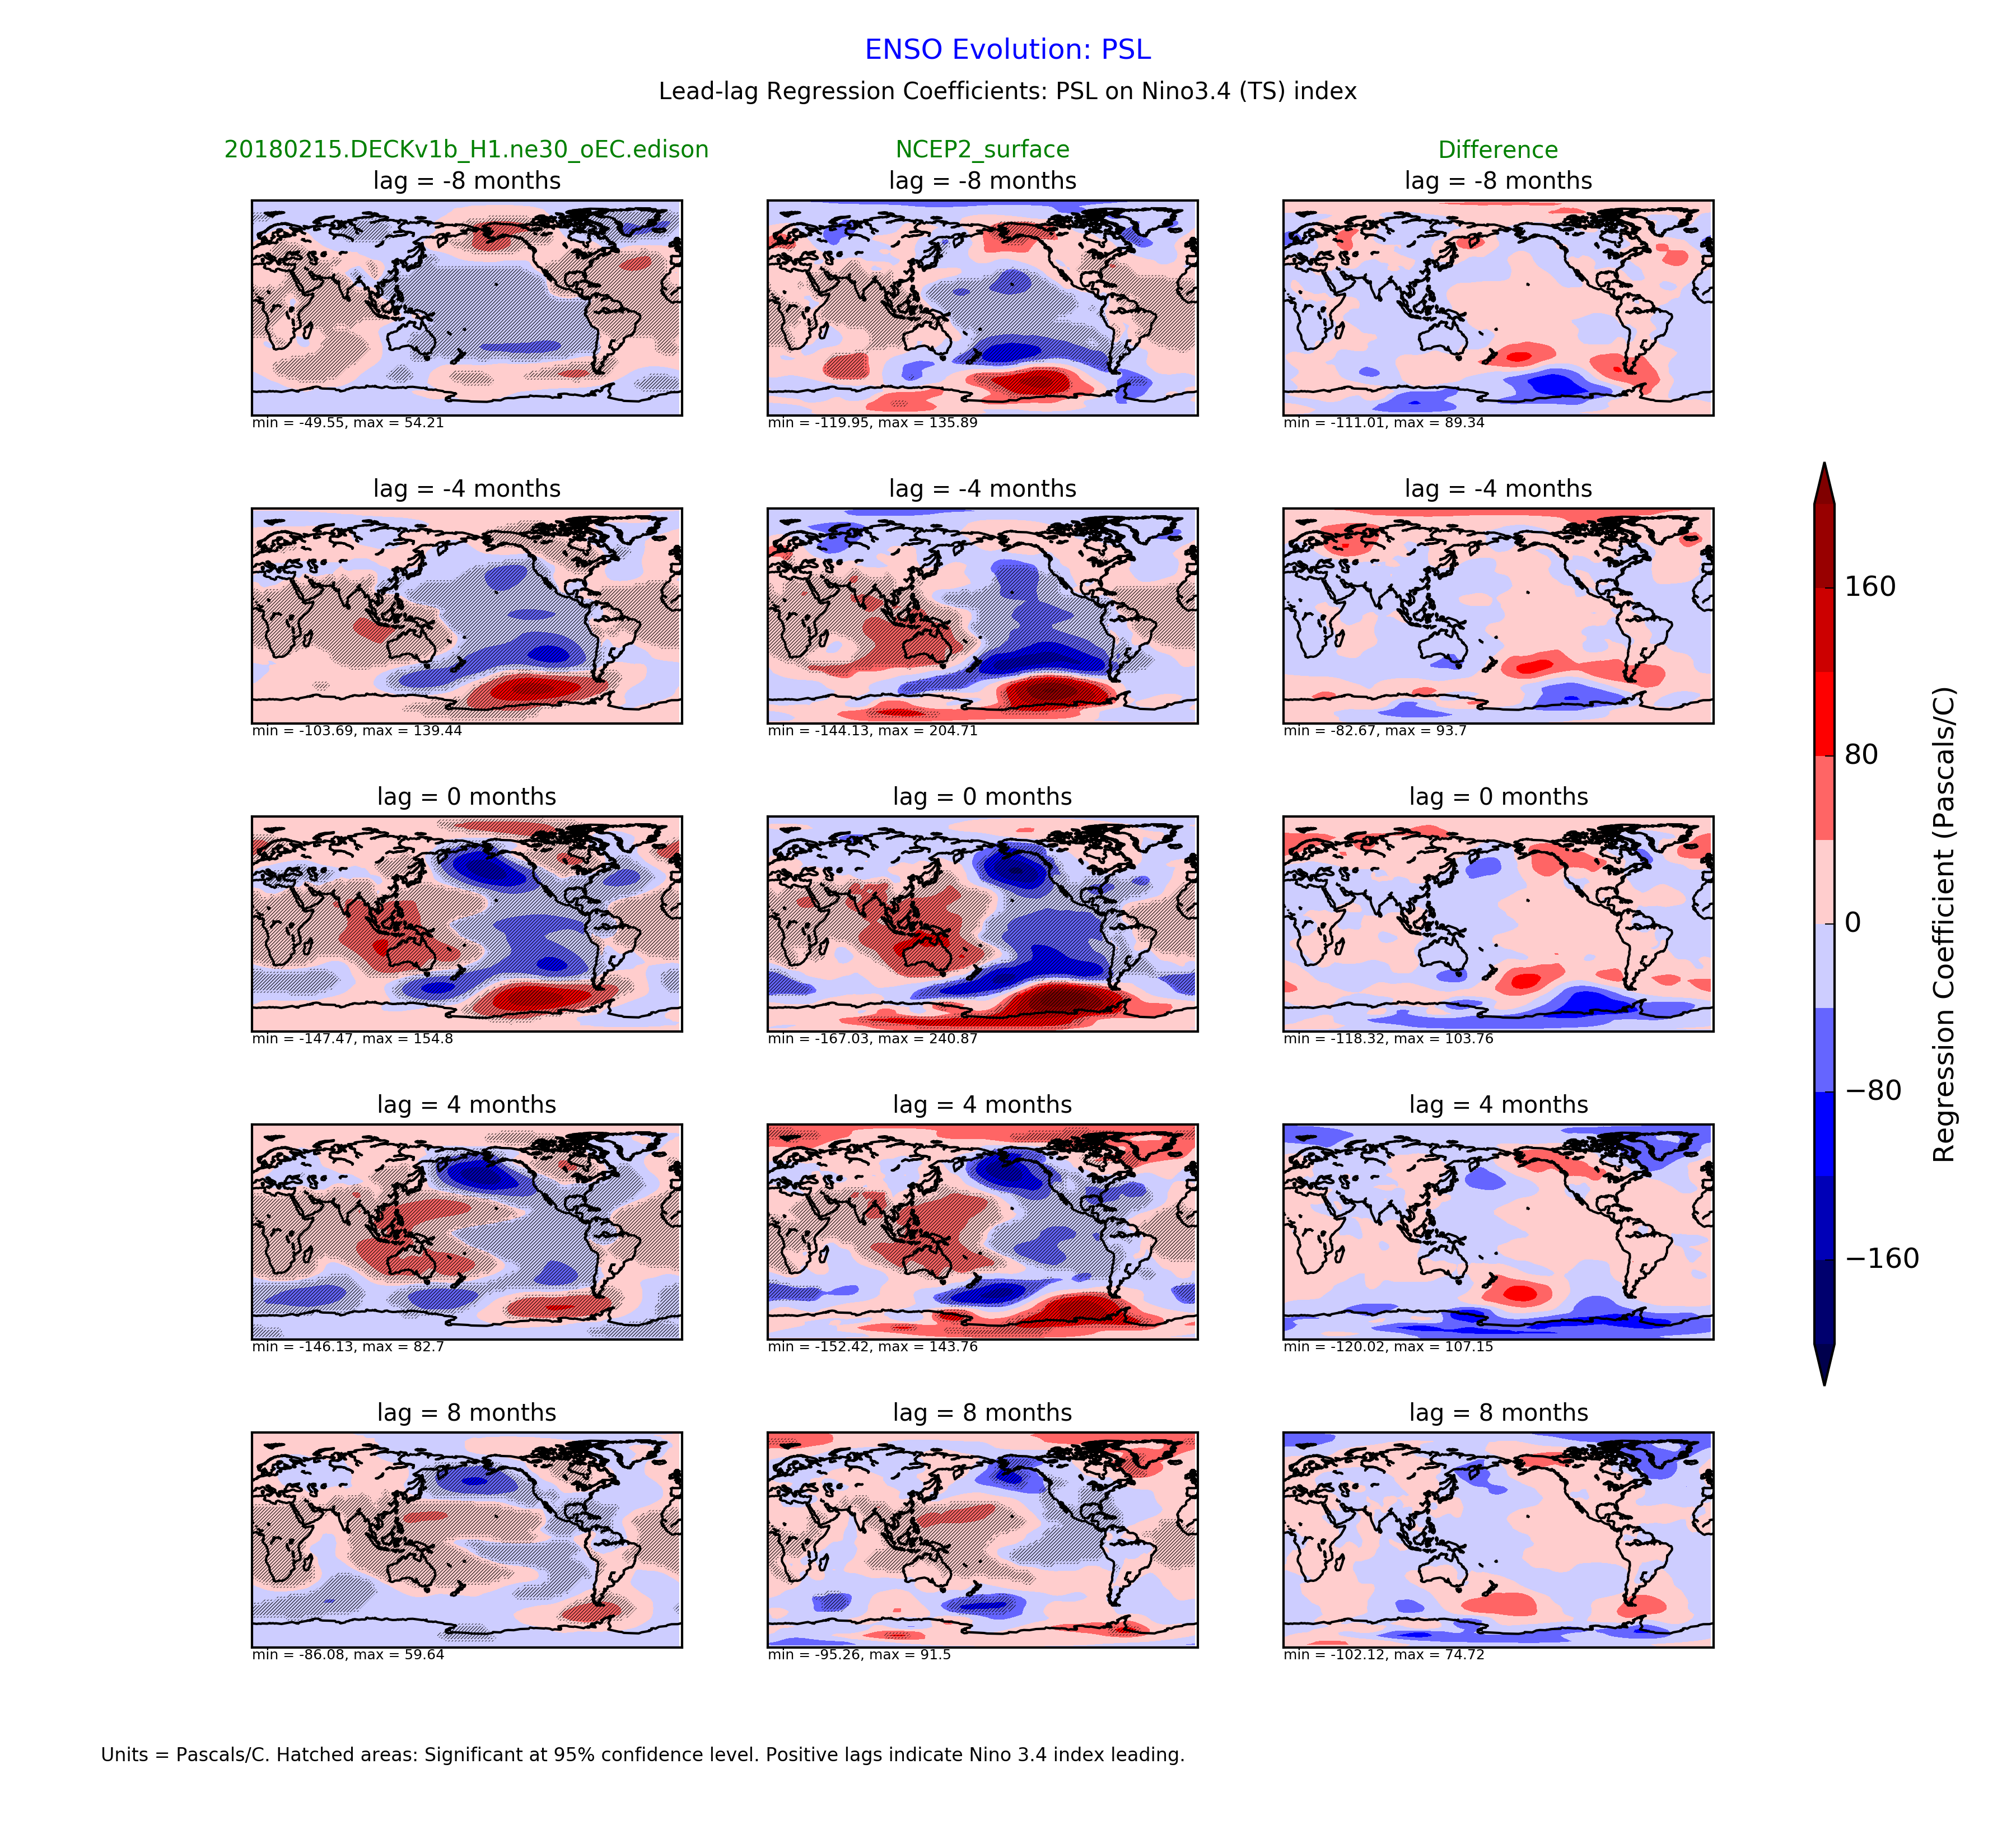 ENSO Evolution: PSL
Lead-lag Regression Coefficients: PSL on Nino3.4 (TS) index
20180215.DECKv1b_H1.ne30_oEC.edison
NCEP2_surface
Difference
lag = -8 months
lag = -8 months
lag = -8 months
min = -49.55, max = 54.21
min = -119.95, max = 135.89
min = -111.01, max = 89.34
lag = -4 months
lag = -4 months
lag = -4 months
min = -103.69, max = 139.44
min = -144.13, max = 204.71
min = -82.67, max = 93.7
lag = 0 months
lag = 0 months
lag = 0 months
min = -147.47, max = 154.8
min = -167.03, max = 240.87
min = -118.32, max = 103.76
lag = 4 months
lag = 4 months
lag = 4 months
min = -146.13, max = 82.7
min = -152.42, max = 143.76
min = -120.02, max = 107.15
lag = 8 months
lag = 8 months
lag = 8 months
min = -86.08, max = 59.64
min = -95.26, max = 91.5
min = -102.12, max = 74.72
160
80
0
−80
−160
Regression Coefficient (Pascals/C)
Units = Pascals/C. Hatched areas: Significant at 95% confidence level. Positive lags indicate Nino 3.4 index leading.